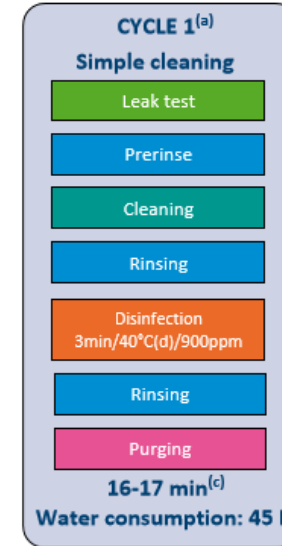 CYCLE 1(a)
Simple cleaning
Leak test
Prerinse
Cleaning
Rinsing
Disinfection
3min/40°C(d)/900ppm
Rinsing
Purging
16-17 min(c)
Water consumption: 45